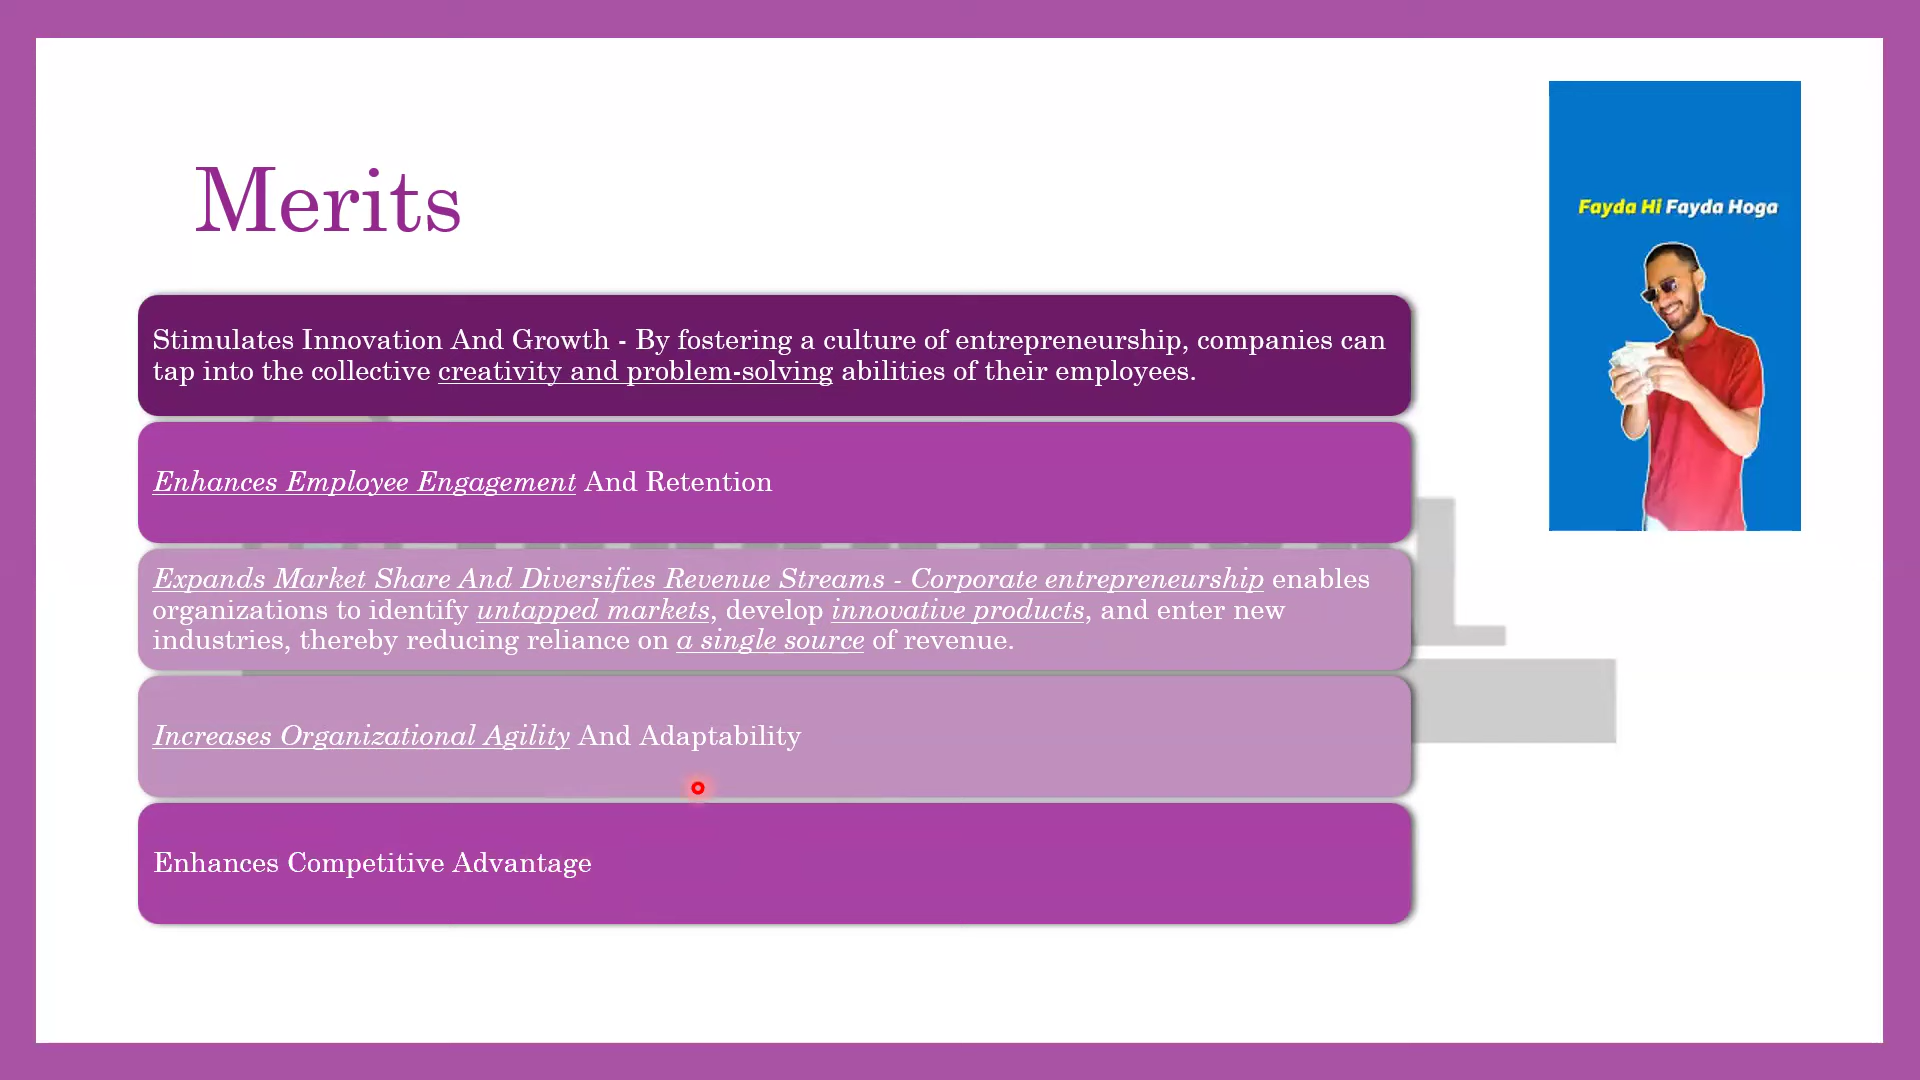 Merits
Fayda Hi Fayda Hoga
Stimulates Innovation And Growth - By fostering a culture of entrepreneurship, companies can
tap into the collective creativity and problem-solving abilities of their employees.
Enhances Employee Engagement And Retention
Expands Market Share And Diversifies Revenue Streams - Corporate entrepreneurship enables
organizations to identify untapped markets, develop innovative products, and enter new
industries, thereby reducing reliance on a single source of revenue.
Increases Organizational Agility And Adaptability
Enhances Competitive Advantage